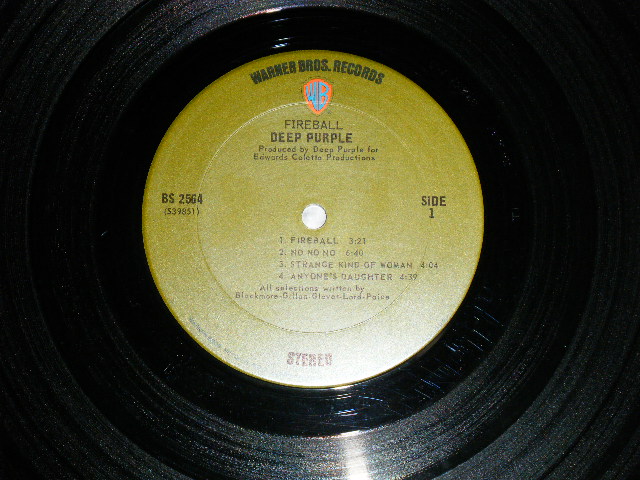 WARNER BROS. RECORDS
WB
FIREBALL
DEEP PURPLE
Produced by Deep Purple for
Edwards Coletta Productions
BS 2564
(S39851)
SIDE
1
1. FIREBALL 3:21
2. NO NO NO 6:40
3. STRANGE KIND OF WOMAN 4:04
4. ANYONE'S DAUGHTER 4:39
All selections written by
Blackmore-Gillan-Glover-Lord-Paice
STEREO